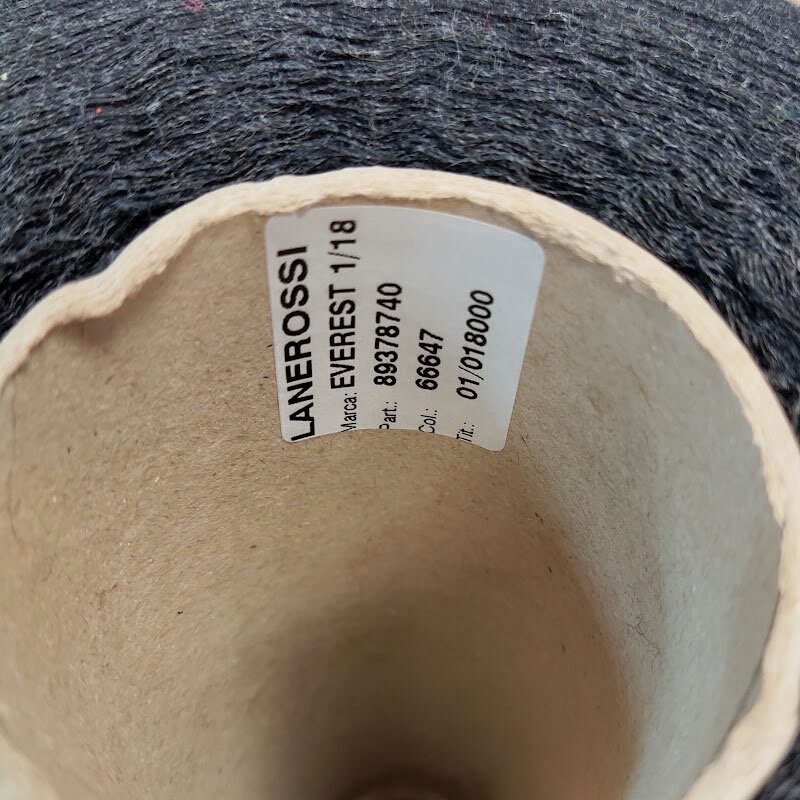 LANEROSSI
Marca: EVEREST 1/18
Part.: 89378740
Col.: 66647
Tit.: 01/018000